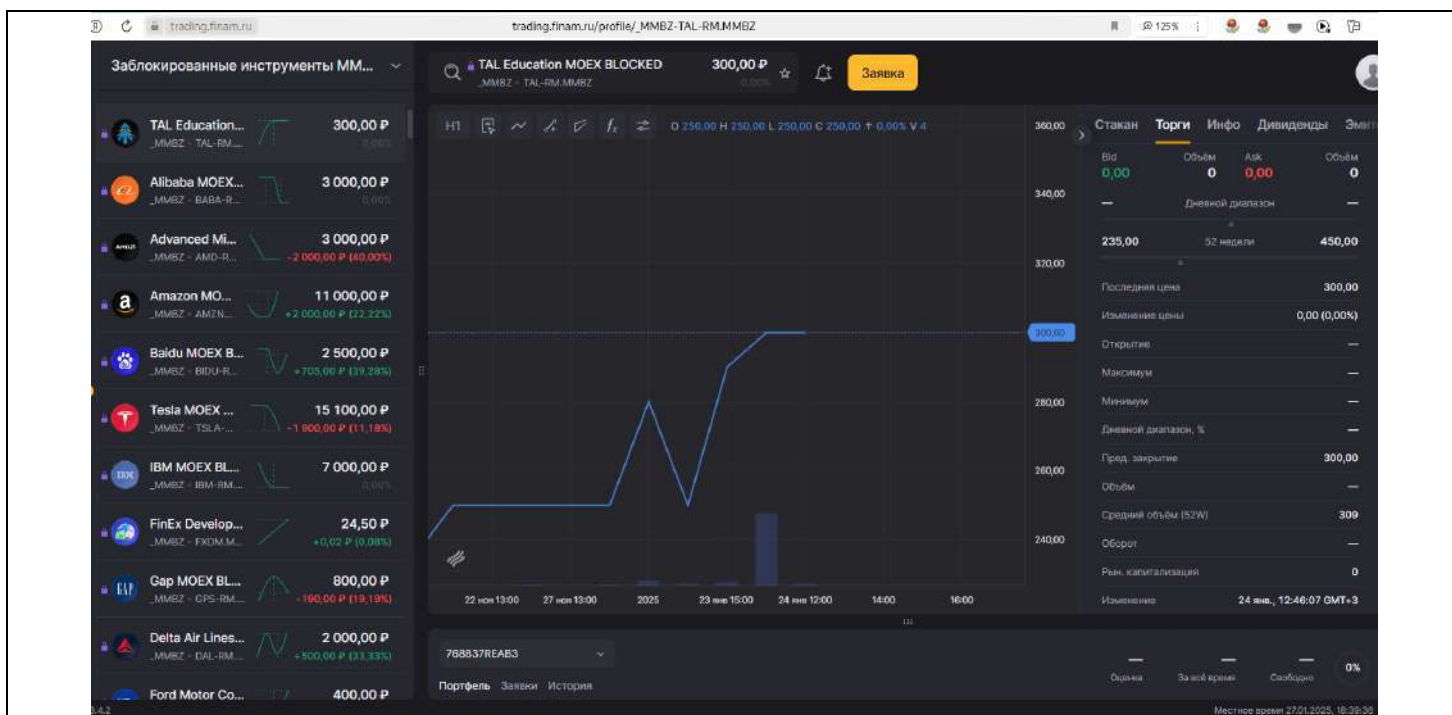 trading.finam.ru
trading.finam.ru/profile/_MMBZ-TAL-RM.MMBZ
125%
Заблокированные инструменты MM...
TAL Education MOEX BLOCKED
300,00 ₽
_MMBZ · TAL-RM.MMBZ
0,00%
Заявка
TAL Education...
300,00 ₽
_MMBZ · TAL-RM....
0,00%
Alibaba MOEX...
3 000,00 ₽
_MMBZ · BABA-R...
0,00%
Advanced Mi...
3 000,00 ₽
_MMBZ · AMD-R...
-2 000,00 ₽ (40,00%)
Amazon MO...
11 000,00 ₽
_MMBZ · AMZN...
+2 000,00 ₽ (22,22%)
Baidu MOEX B...
2 500,00 ₽
_MMBZ · BIDU-R...
+705,00 ₽ (39,28%)
Tesla MOEX ...
15 100,00 ₽
_MMBZ · TSLA-...
-1 900,00 ₽ (11,18%)
IBM MOEX BL...
7 000,00 ₽
_MMBZ · IBM-RM...
0,00%
FinEx Develop...
24,50 ₽
_MMBZ · FXDM.M...
+0,02 ₽ (0,08%)
GAP
Gap MOEX BL...
800,00 ₽
_MMBZ · GPS-RM...
-190,00 ₽ (19,19%)
Delta Air Lines...
2 000,00 ₽
_MMBZ · DAL-RM...
+500,00 ₽ (33,33%)
Ford Motor Co...
400,00 ₽
H1
O 250,00 H 250,00 L 250,00 C 250,00 ↑ 0,00% V 4
360,00
340,00
320,00
300,00
280,00
260,00
240,00
22 ноя 13:00
27 ноя 13:00
2025
23 янв 15:00
24 янв 12:00
14:00
16:00
Стакан
Торги
Инфо
Дивиденды
Эмит
Bid
Объём
Ask
Объём
0,00
0
0,00
0
—
Дневной диапазон
—
235,00
52 недели
450,00
Последняя цена
300,00
Изменение цены
0,00 (0,00%)
Открытие
—
Максимум
—
Минимум
—
Дневной диапазон, %
—
Пред. закрытие
300,00
Объём
—
Средний объём (52W)
309
Оборот
—
Рын. капитализация
0
Изменение
24 янв., 12:46:07 GMT+3
768837REAB3
Портфель
Заявки
История
—
Оценка
—
За всё время
—
Свободно
0%
3.4.2
Местное время 27.01.2025, 18:39:36